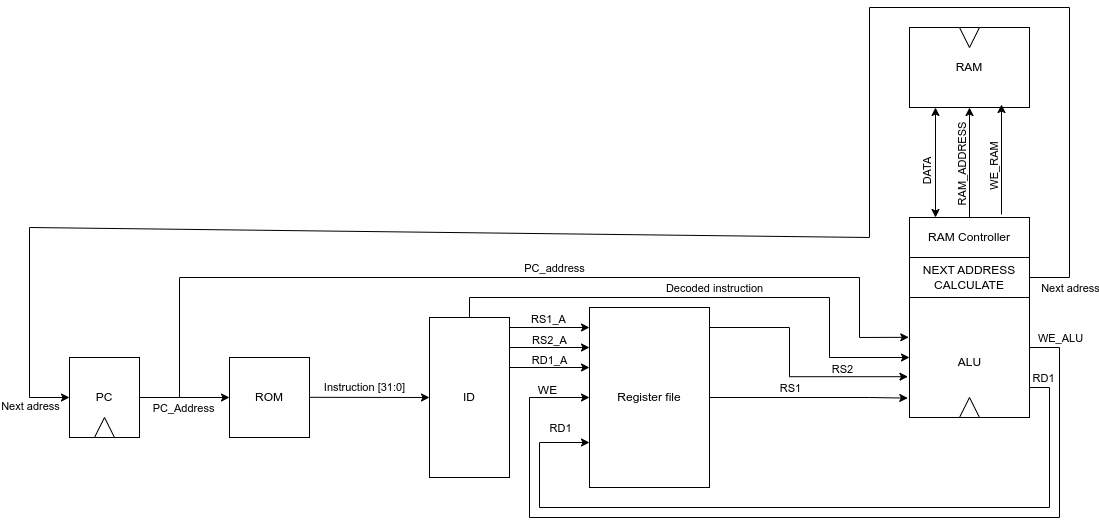 RAM
DATA
RAM_ADDRESS
WE_RAM
RAM Controller
NEXT ADDRESS
CALCULATE
Next adress
PC_address
Decoded instruction
RS1_A
RS2_A
RD1_A
WE
RD1
Register file
RS2
RS1
ALU
WE_ALU
RD1
Next adress
PC
PC_Address
ROM
Instruction [31:0]
ID